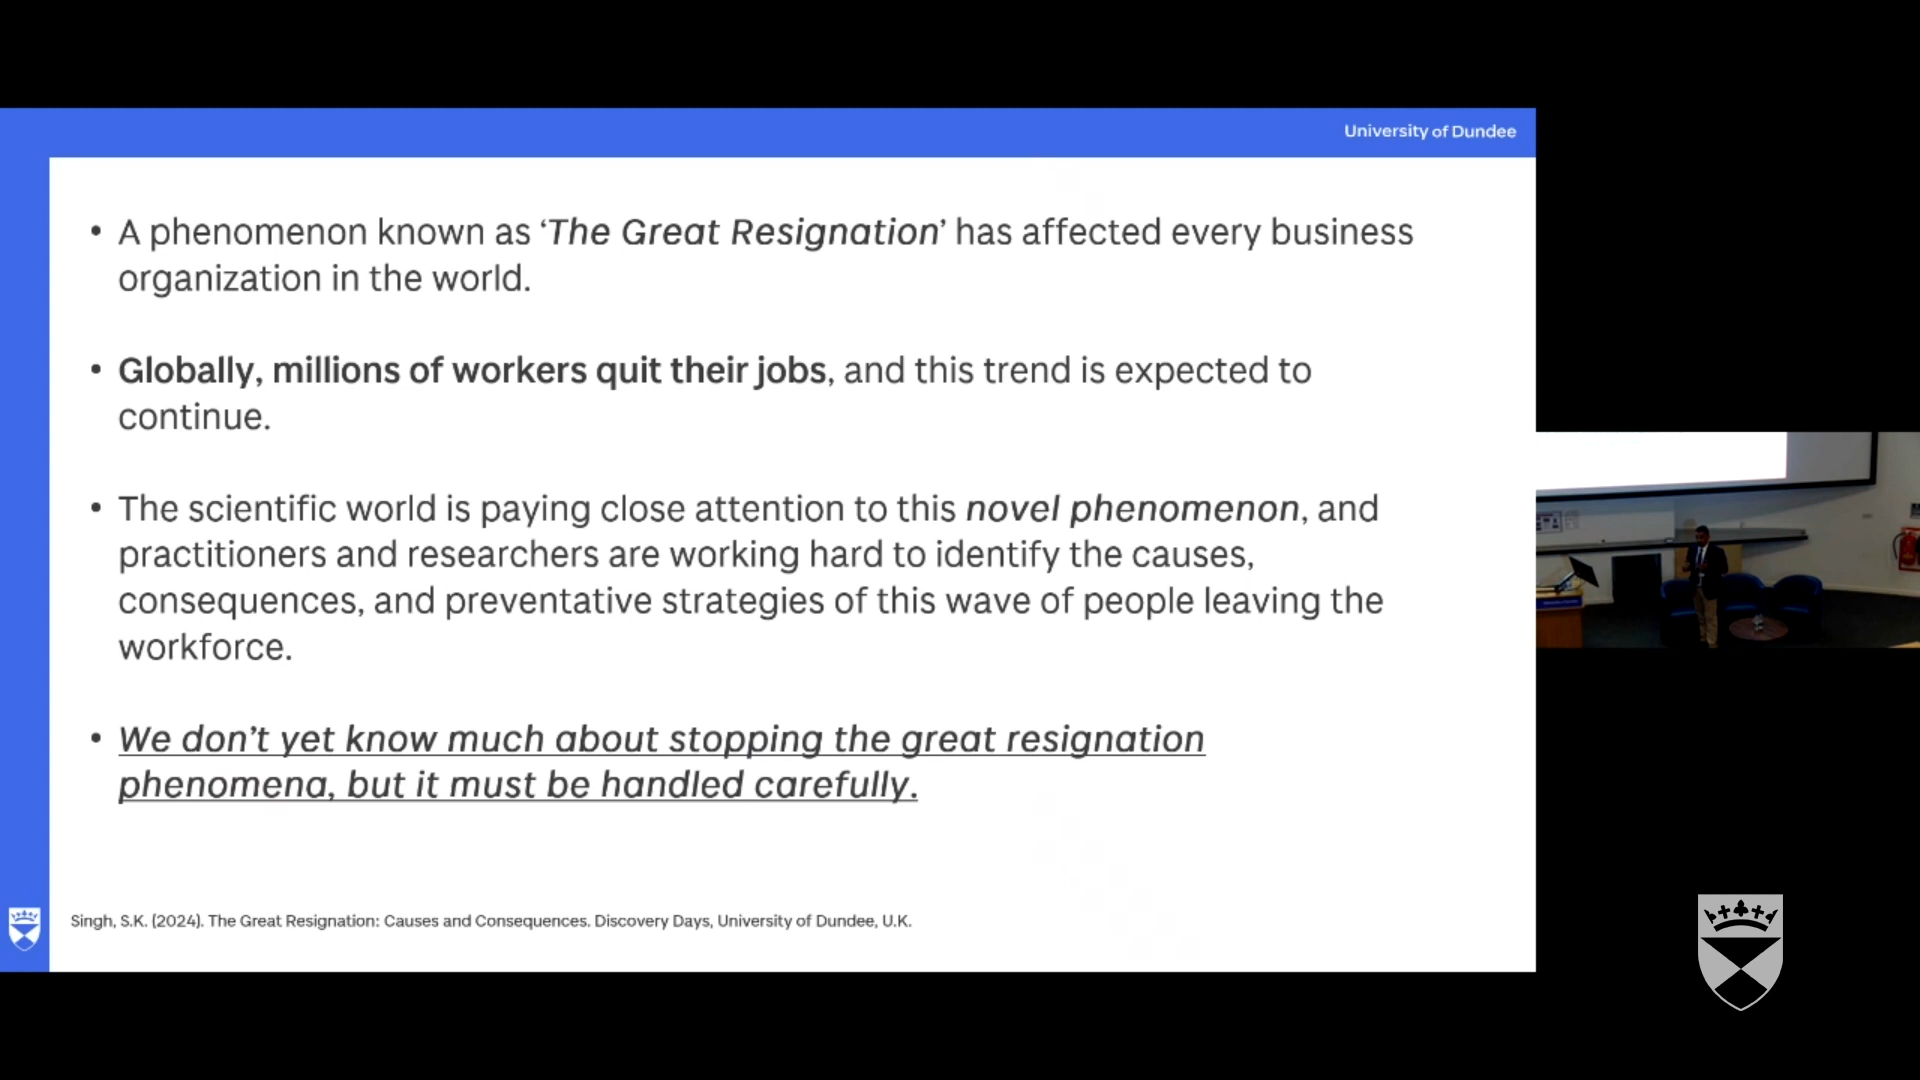 University of Dundee
• A phenomenon known as ‘The Great Resignation’ has affected every business
organization in the world.
• Globally, millions of workers quit their jobs, and this trend is expected to
continue.
• The scientific world is paying close attention to this novel phenomenon, and
practitioners and researchers are working hard to identify the causes,
consequences, and preventative strategies of this wave of people leaving the
workforce.
• We don’t yet know much about stopping the great resignation
phenomena, but it must be handled carefully.
Singh, S.K. (2024). The Great Resignation: Causes and Consequences. Discovery Days, University of Dundee, U.K.